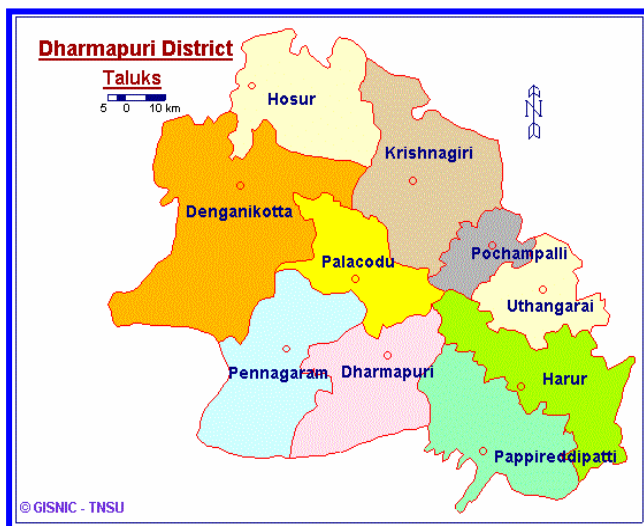 Dharmapuri District
Taluks
5 0 10 km
N
Hosur
Krishnagiri
Denganikotta
Pochampalli
Palacodu
Uthangarai
Pennagaram
Dharmapuri
Harur
Pappireddipatti
© GISNIC - TNSU